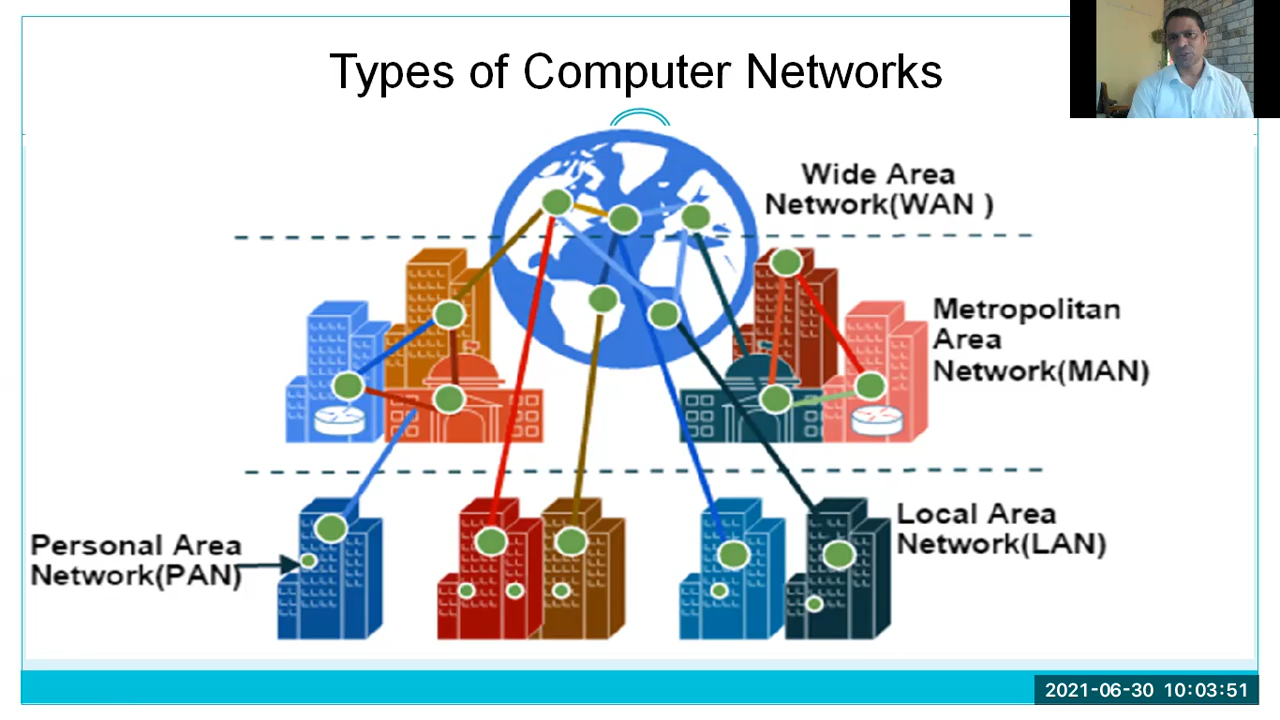 Types of Computer Networks
Wide Area
Network(WAN )
Metropolitan
Area
Network(MAN)
Local Area
Network(LAN)
Personal Area
Network(PAN)
2021-06-30 10:03:51